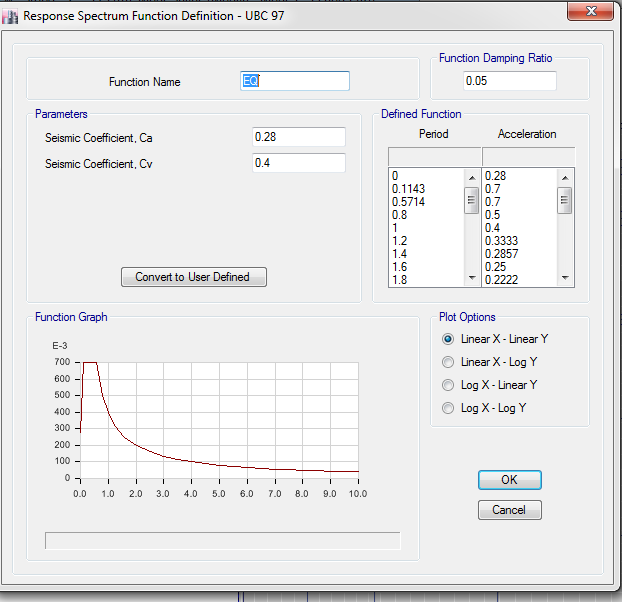 Response Spectrum Function Definition - UBC 97
Function Name
EQ
Function Damping Ratio
0.05
Parameters
Seismic Coefficient, Ca
0.28
Seismic Coefficient, Cv
0.4
Convert to User Defined
Defined Function
Period Acceleration
0 0.28
0.1143 0.7
0.5714 0.7
0.8 0.5
1 0.4
1.2 0.3333
1.4 0.2857
1.6 0.25
1.8 0.2222
Function Graph
E-3
700
600
500
400
300
200
100
0
0.0 1.0 2.0 3.0 4.0 5.0 6.0 7.0 8.0 9.0 10.0
Plot Options
Linear X - Linear Y
Linear X - Log Y
Log X - Linear Y
Log X - Log Y
OK
Cancel